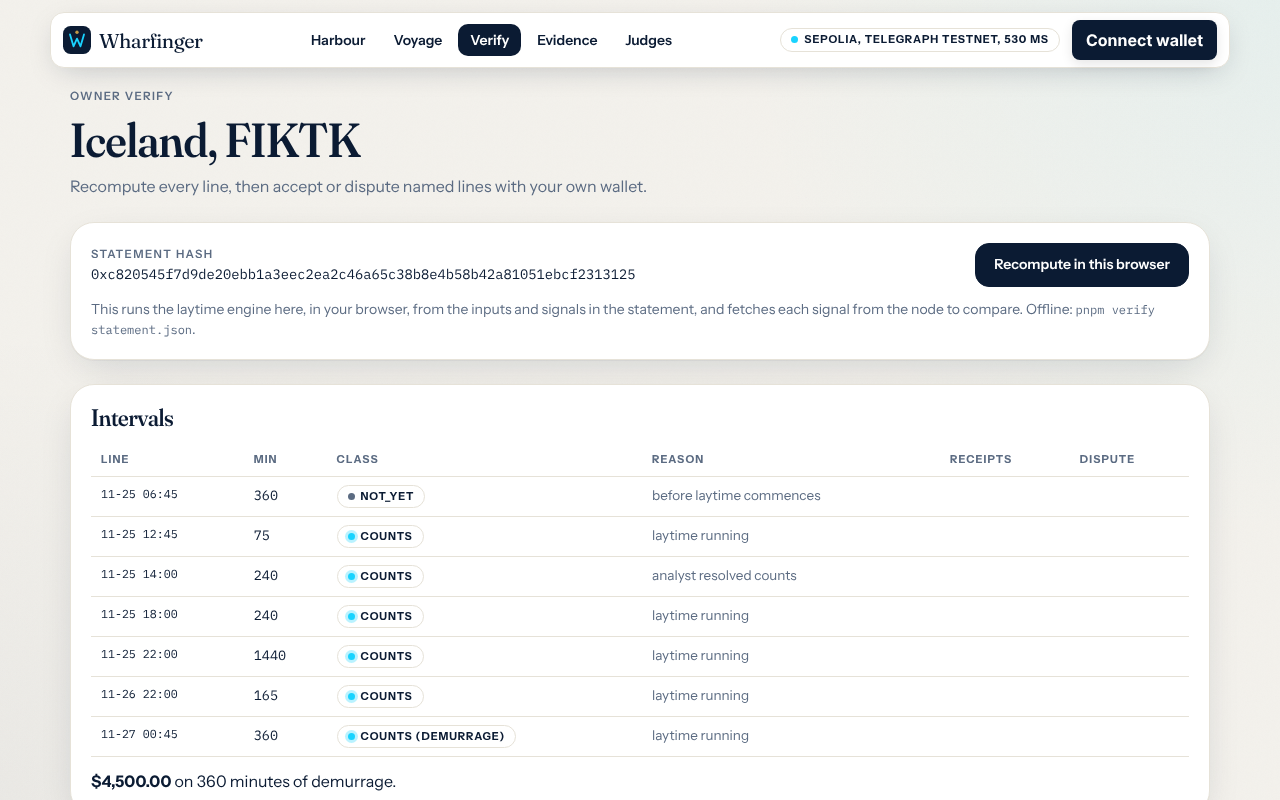 Wharfinger
Harbour
Voyage
Verify
Evidence
Judges
SEPOLIA, TELEGRAPH TESTNET, 530 MS
Connect wallet
OWNER VERIFY
Iceland, FIKTK
Recompute every line, then accept or dispute named lines with your own wallet.
STATEMENT HASH
0xc820545f7d9de20ebb1a3eec2ea2c46a65c38b8e4b58b42a81051ebcf2313125
Recompute in this browser
This runs the laytime engine here, in your browser, from the inputs and signals in the statement, and fetches each signal from the node to compare. Offline: pnpm verify
statement.json.
Intervals
LINE MIN CLASS REASON RECEIPTS DISPUTE
11-25 06:45 360 NOT_YET before laytime commences
11-25 12:45 75 COUNTS laytime running
11-25 14:00 240 COUNTS analyst resolved counts
11-25 18:00 240 COUNTS laytime running
11-25 22:00 1440 COUNTS laytime running
11-26 22:00 165 COUNTS laytime running
11-27 00:45 360 COUNTS (DEMURRAGE) laytime running
$4,500.00 on 360 minutes of demurrage.